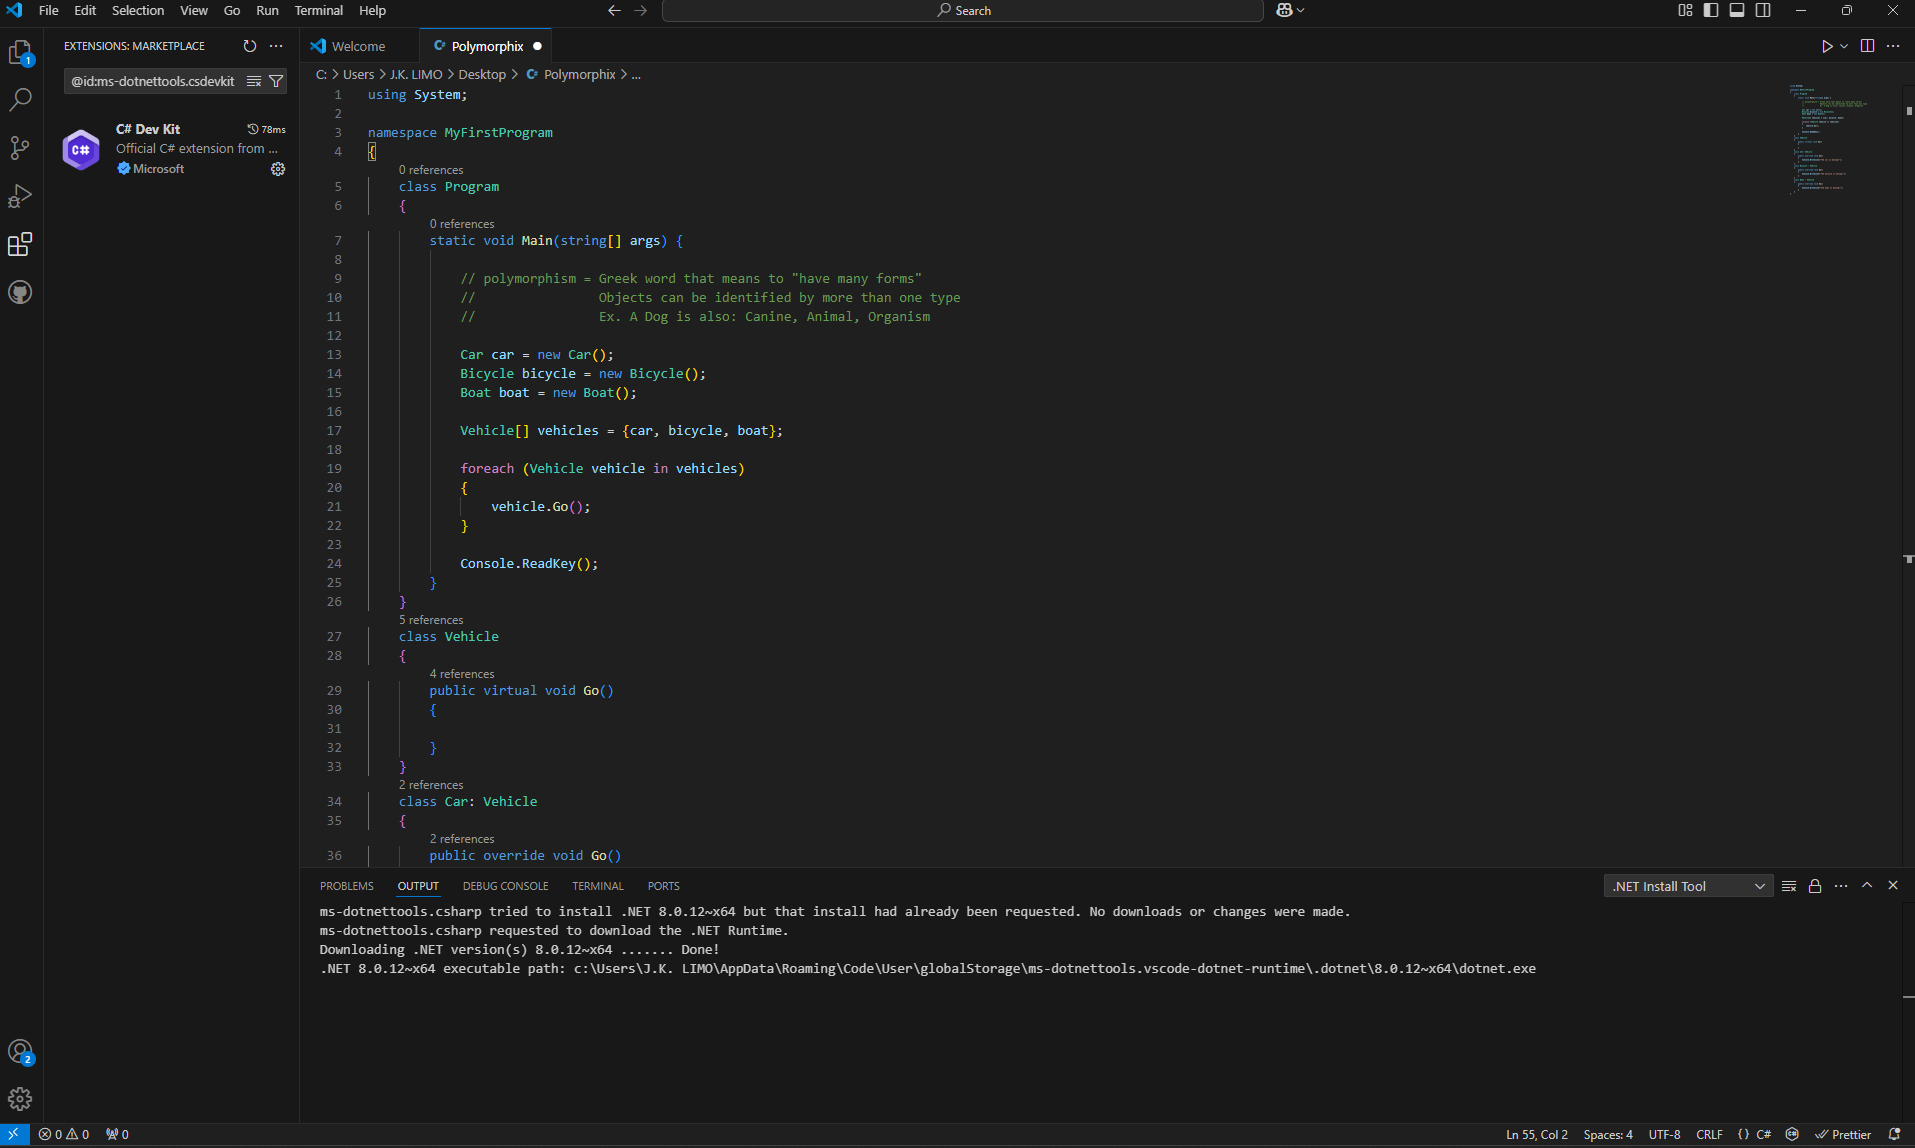 File Edit Selection View Go Run Terminal Help
Search
EXTENSIONS: MARKETPLACE
@id:ms-dotnettools.csdevkit
C# Dev Kit 78ms
Official C# extension from ...
Microsoft
Welcome
Polymorphix
C: > Users > J.K. LIMO > Desktop > Polymorphix > ...
1 using System;
2
3 namespace MyFirstProgram
4 {
0 references
5 class Program
6 {
0 references
7 static void Main(string[] args) {
8
9 // polymorphism = Greek word that means to "have many forms"
10 // Objects can be identified by more than one type
11 // Ex. A Dog is also: Canine, Animal, Organism
12
13 Car car = new Car();
14 Bicycle bicycle = new Bicycle();
15 Boat boat = new Boat();
16
17 Vehicle[] vehicles = {car, bicycle, boat};
18
19 foreach (Vehicle vehicle in vehicles)
20 {
21 vehicle.Go();
22 }
23
24 Console.ReadKey();
25 }
26 }
5 references
27 class Vehicle
28 {
4 references
29 public virtual void Go()
30 {
31
32 }
33 }
2 references
34 class Car: Vehicle
35 {
2 references
36 public override void Go()
PROBLEMS OUTPUT DEBUG CONSOLE TERMINAL PORTS
.NET Install Tool
ms-dotnettools.csharp tried to install .NET 8.0.12~x64 but that install had already been requested. No downloads or changes were made.
ms-dotnettools.csharp requested to download the .NET Runtime.
Downloading .NET version(s) 8.0.12~x64 ....... Done!
.NET 8.0.12~x64 executable path: c:\Users\J.K. LIMO\AppData\Roaming\Code\User\globalStorage\ms-dotnettools.vscode-dotnet-runtime\.dotnet\8.0.12~x64\dotnet.exe
1
2
0 0 0
Ln 55, Col 2 Spaces: 4 UTF-8 CRLF {} C# Prettier